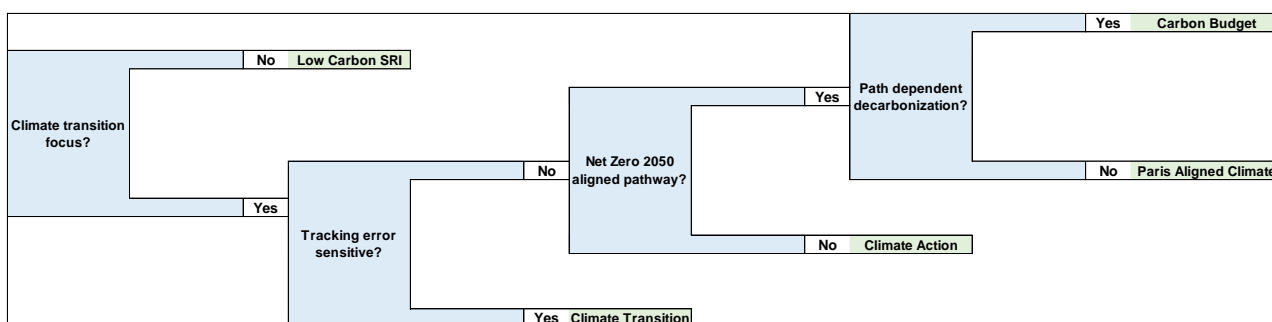 Yes Carbon Budget
No Low Carbon SRI
Path dependent
decarbonization?
Yes
Climate transition
focus?
Net Zero 2050
aligned pathway?
No
No Paris Aligned Climate
Yes
Tracking error
sensitive?
No Climate Action
Yes Climate Transition